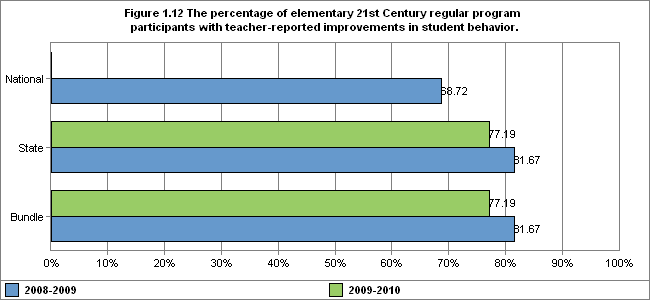 Figure 1.12 The percentage of elementary 21st Century regular program
participants with teacher-reported improvements in student behavior.
National
68.72
77.19
State
81.67
77.19
Bundle
81.67
0% 10% 20% 30% 40% 50% 60% 70% 80% 90% 100%
2008-2009 2009-2010